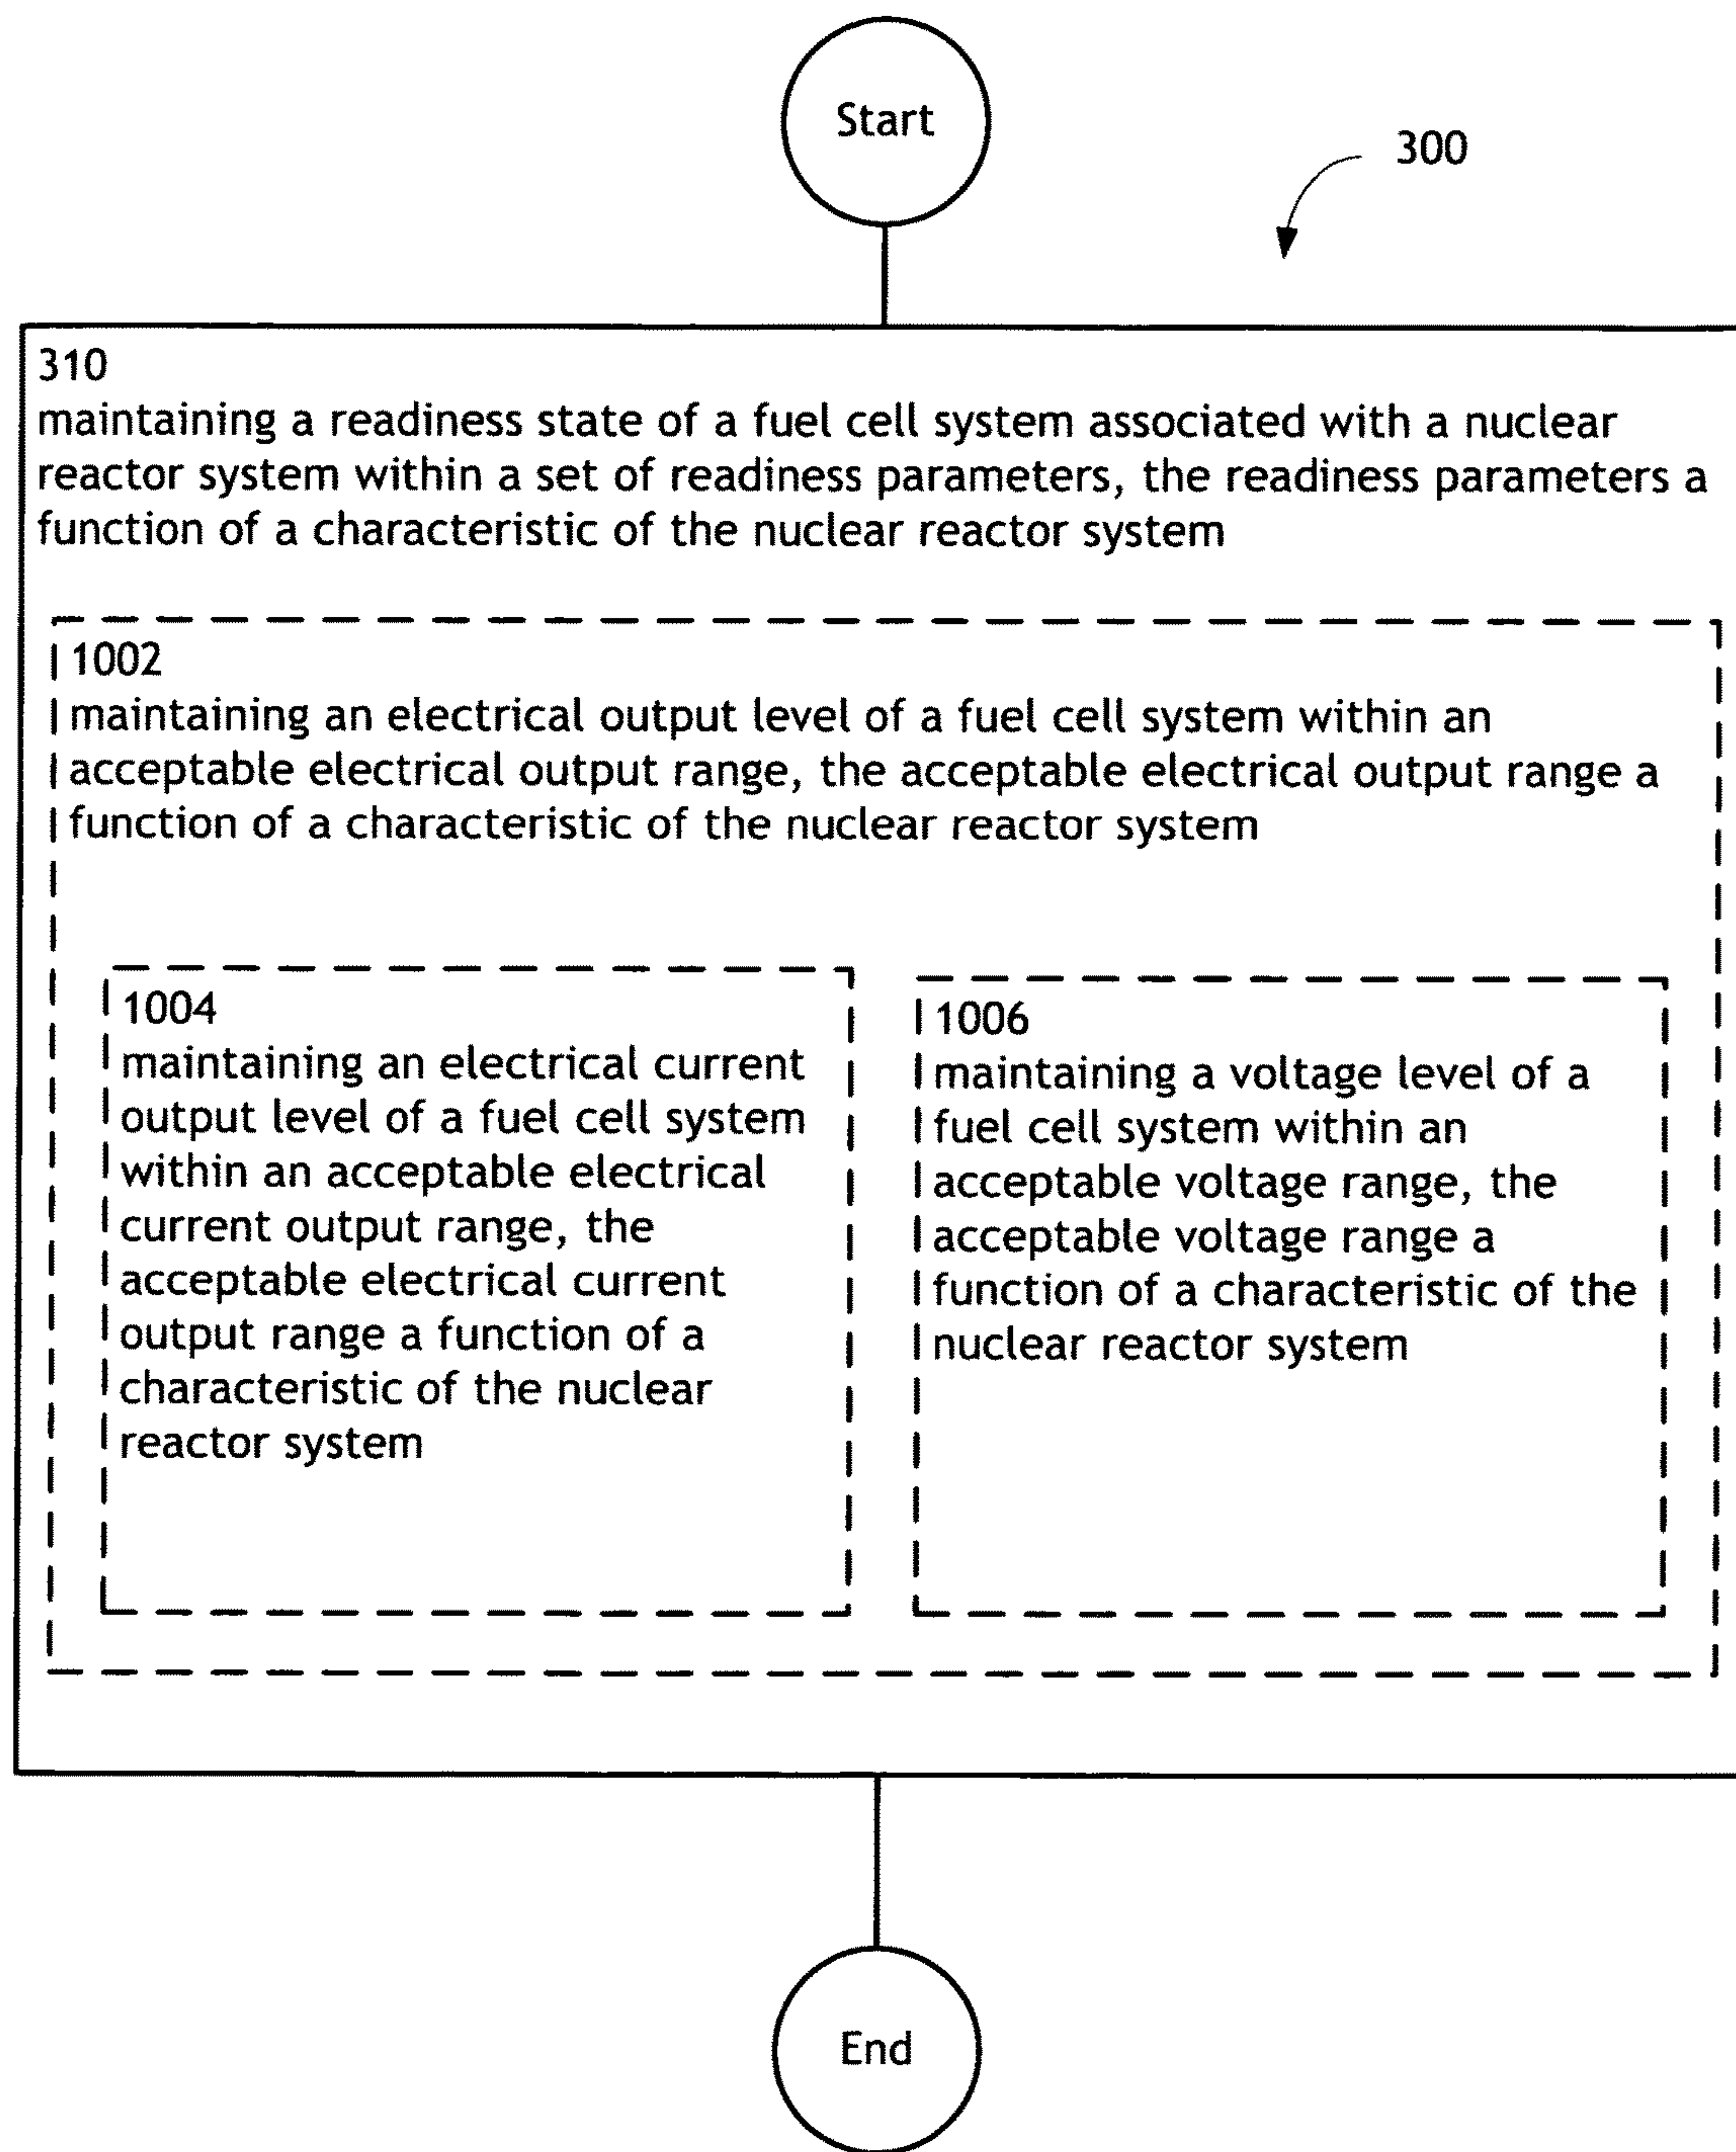 Start
300
310
maintaining a readiness state of a fuel cell system associated with a nuclear
reactor system within a set of readiness parameters, the readiness parameters a
function of a characteristic of the nuclear reactor system
1002
maintaining an electrical output level of a fuel cell system within an
acceptable electrical output range, the acceptable electrical output range a
function of a characteristic of the nuclear reactor system
1004
maintaining an electrical current
output level of a fuel cell system
within an acceptable electrical
current output range, the
acceptable electrical current
output range a function of a
characteristic of the nuclear
reactor system
1006
maintaining a voltage level of a
fuel cell system within an
acceptable voltage range, the
acceptable voltage range a
function of a characteristic of the
nuclear reactor system
End